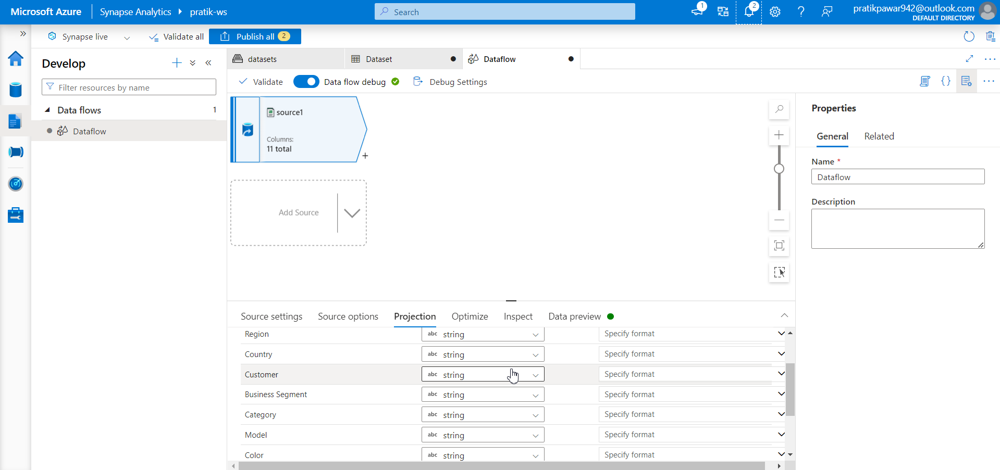 Microsoft Azure
Synapse Analytics
pratik-ws
Search
1
2
pratikpawar942@outlook.com
DEFAULT DIRECTORY
Synapse live
Validate all
Publish all 2
Develop
Filter resources by name
Data flows 1
Dataflow
datasets
Dataset
Dataflow
Validate
Data flow debug
Debug Settings
source1
Columns:
11 total
Add Source
Properties
General
Related
Name *
Dataflow
Description
Source settings
Source options
Projection
Optimize
Inspect
Data preview
Region abc string Specify format
Country abc string Specify format
Customer abc string Specify format
Business Segment abc string Specify format
Category abc string Specify format
Model abc string Specify format
Color abc string Specify format